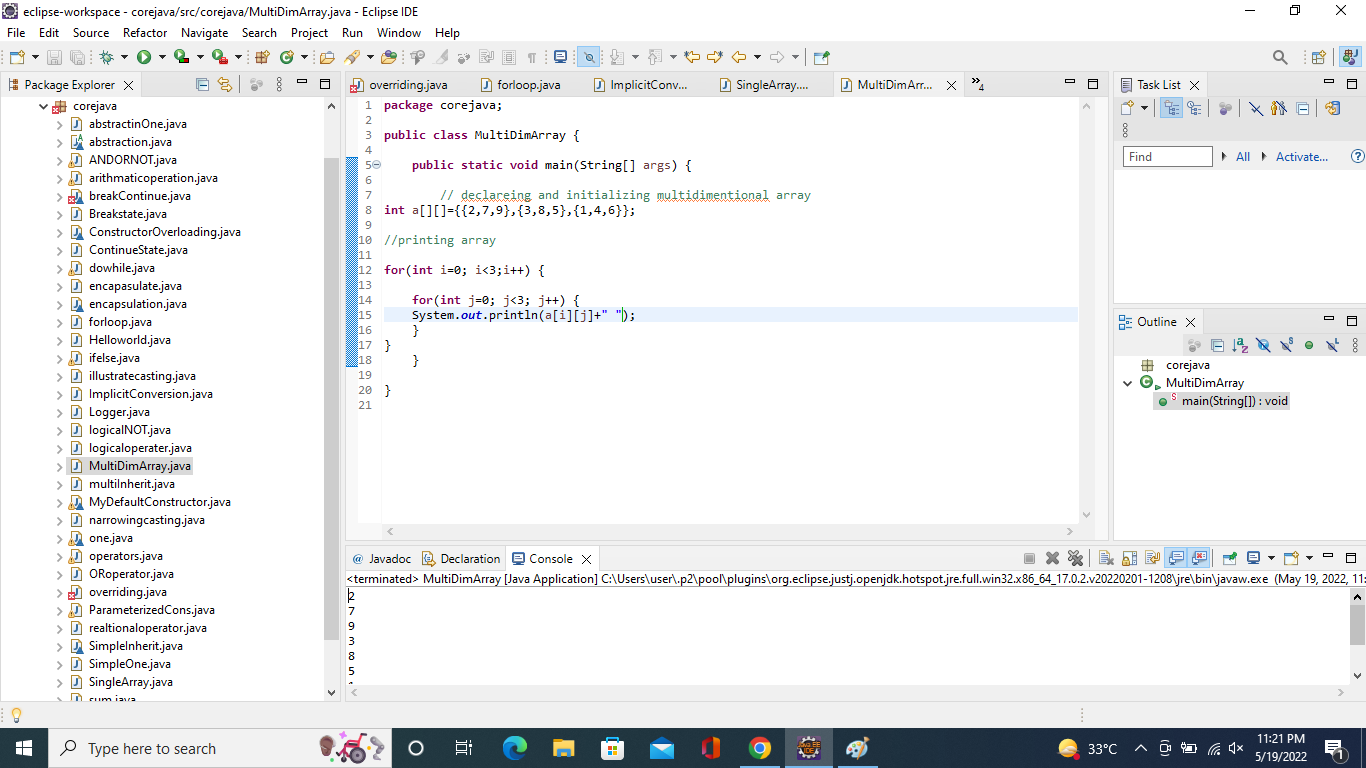 eclipse-workspace - corejava/src/corejava/MultiDimArray.java - Eclipse IDE
File Edit Source Refactor Navigate Search Project Run Window Help
Package Explorer
corejava
abstractinOne.java
abstraction.java
ANDORNOT.java
arithmaticoperation.java
breakContinue.java
Breakstate.java
ConstructorOverloading.java
ContinueState.java
dowhile.java
encapasulate.java
encapsulation.java
forloop.java
Helloworld.java
ifelse.java
illustratecasting.java
ImplicitConversion.java
Logger.java
logicalNOT.java
logicaloperater.java
MultiDimArray.java
multiInherit.java
MyDefaultConstructor.java
narrowingcasting.java
one.java
operators.java
ORoperator.java
overriding.java
ParameterizedCons.java
realtionaloperator.java
SimpleInherit.java
SimpleOne.java
SingleArray.java
sum.java
overriding.java forloop.java ImplicitConv... SingleArray.... MultiDimArr... 4
1 package corejava;
2
3 public class MultiDimArray {
4
5 public static void main(String[] args) {
6
7 // declareing and initializing multidimentional array
8 int a[][]={{2,7,9},{3,8,5},{1,4,6}};
9
10 //printing array
11
12 for(int i=0; i<3;i++) {
13
14 for(int j=0; j<3; j++) {
15 System.out.println(a[i][j]+" ");
16 }
17 }
18 }
19
20 }
21
Task List
Find All Activate...
Outline
corejava
MultiDimArray
main(String[]) : void
Javadoc Declaration Console
<terminated> MultiDimArray [Java Application] C:\Users\user\.p2\pool\plugins\org.eclipse.justj.openjdk.hotspot.jre.full.win32.x86_64_17.0.2.v20220201-1208\jre\bin\javaw.exe (May 19, 2022, 11:
2
7
9
3
8
5
Type here to search
33°C
11:21 PM
5/19/2022
1